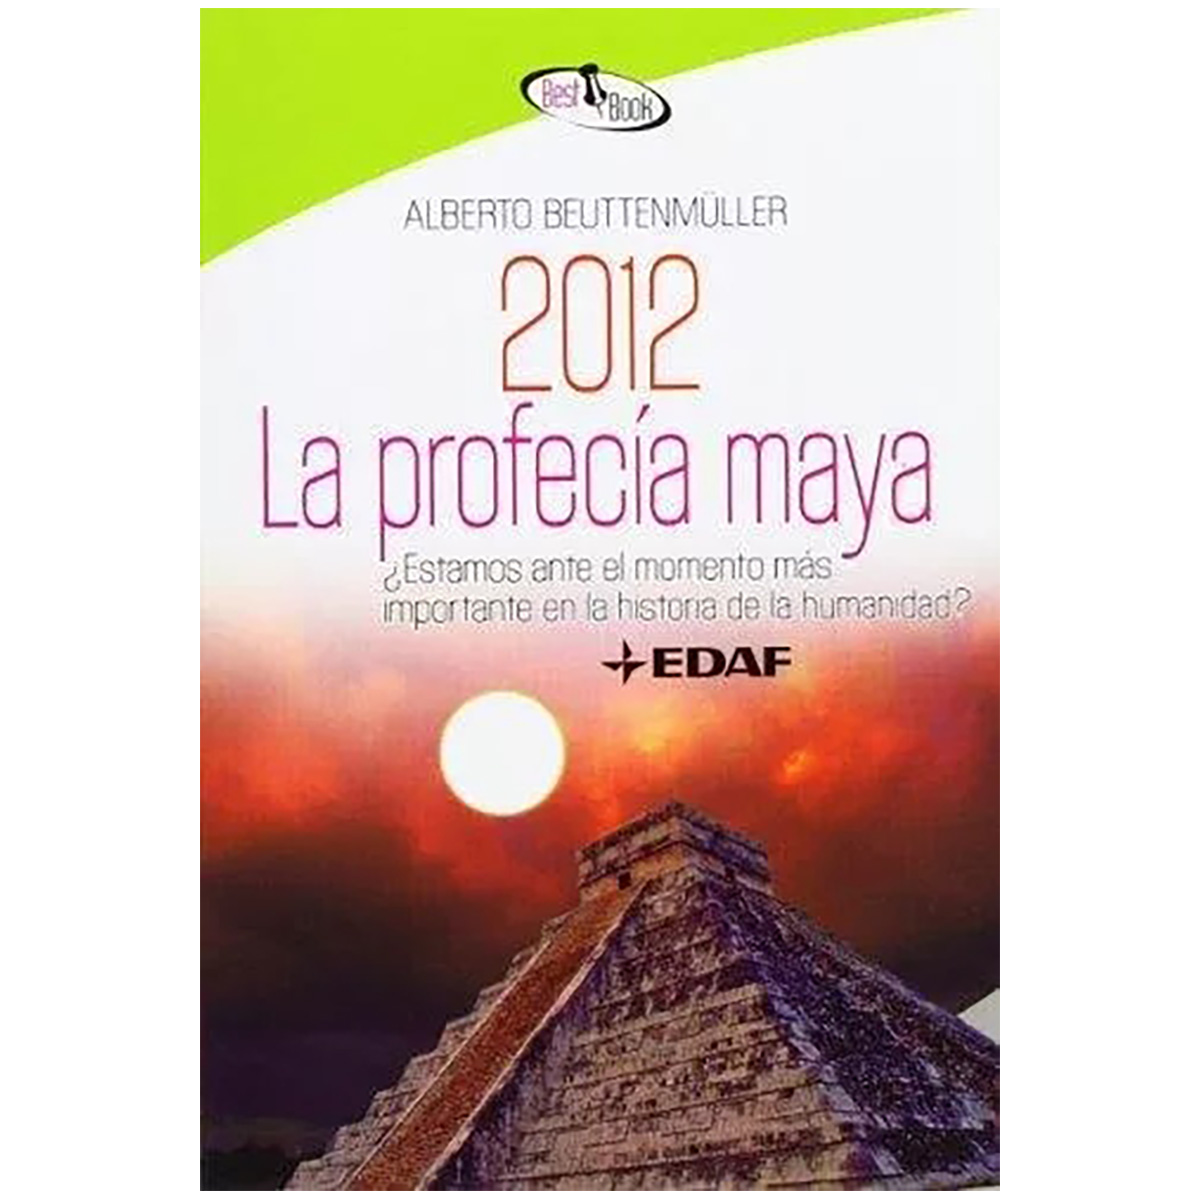 Best Book
ALBERTO BEUTTENMÜLLER
2012
La profecía maya
¿Estamos ante el momento más
importante en la historia de la humanidad?
EDAF